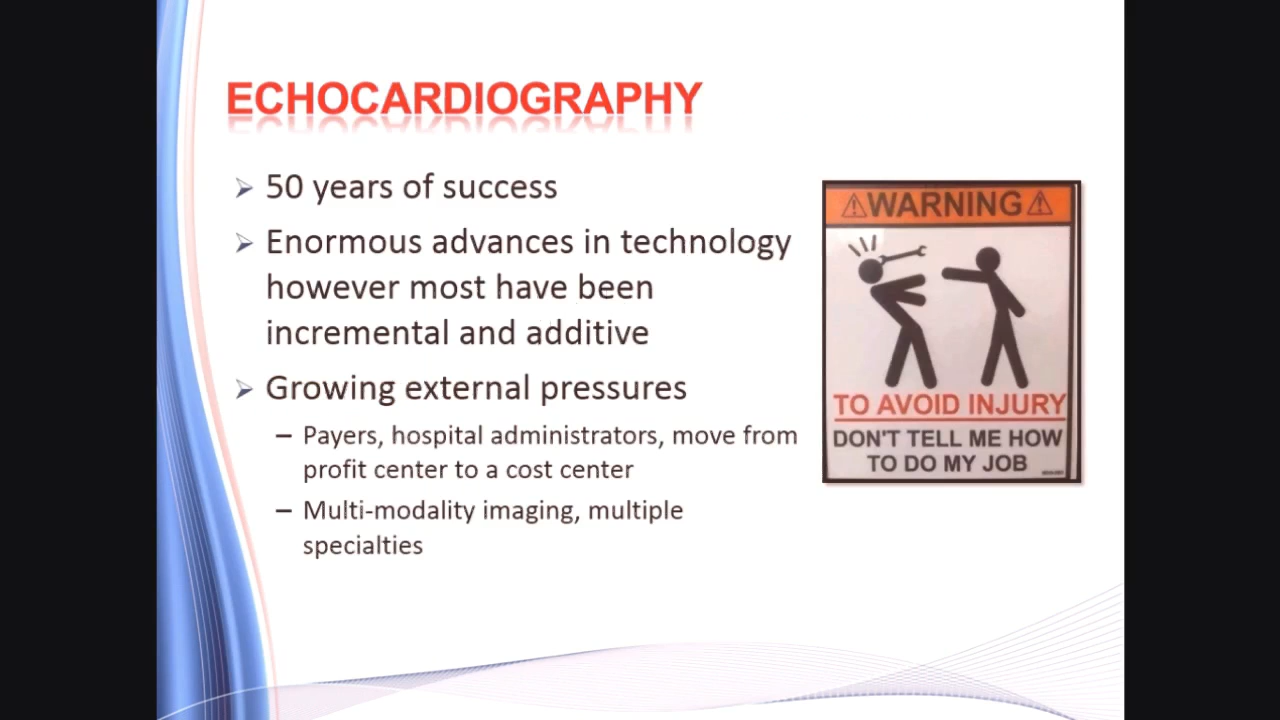 ECHOCARDIOGRAPHY
50 years of success
Enormous advances in technology
however most have been
incremental and additive
Growing external pressures
– Payers, hospital administrators, move from
profit center to a cost center
– Multi-modality imaging, multiple
specialties
WARNING
TO AVOID INJURY
DON'T TELL ME HOW
TO DO MY JOB